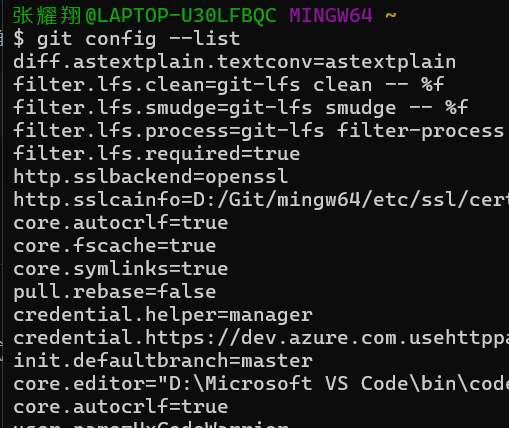 张耀翔@LAPTOP-U30LFBQC MINGW64 ~
$ git config --list
diff.astextplain.textconv=astextplain
filter.lfs.clean=git-lfs clean -- %f
filter.lfs.smudge=git-lfs smudge -- %f
filter.lfs.process=git-lfs filter-process
filter.lfs.required=true
http.sslbackend=openssl
http.sslcainfo=D:/Git/mingw64/etc/ssl/cert
core.autocrlf=true
core.fscache=true
core.symlinks=true
pull.rebase=false
credential.helper=manager
credential.https://dev.azure.com.usehttppa
init.defaultbranch=master
core.editor="D:\Microsoft VS Code\bin\code
core.autocrlf=true